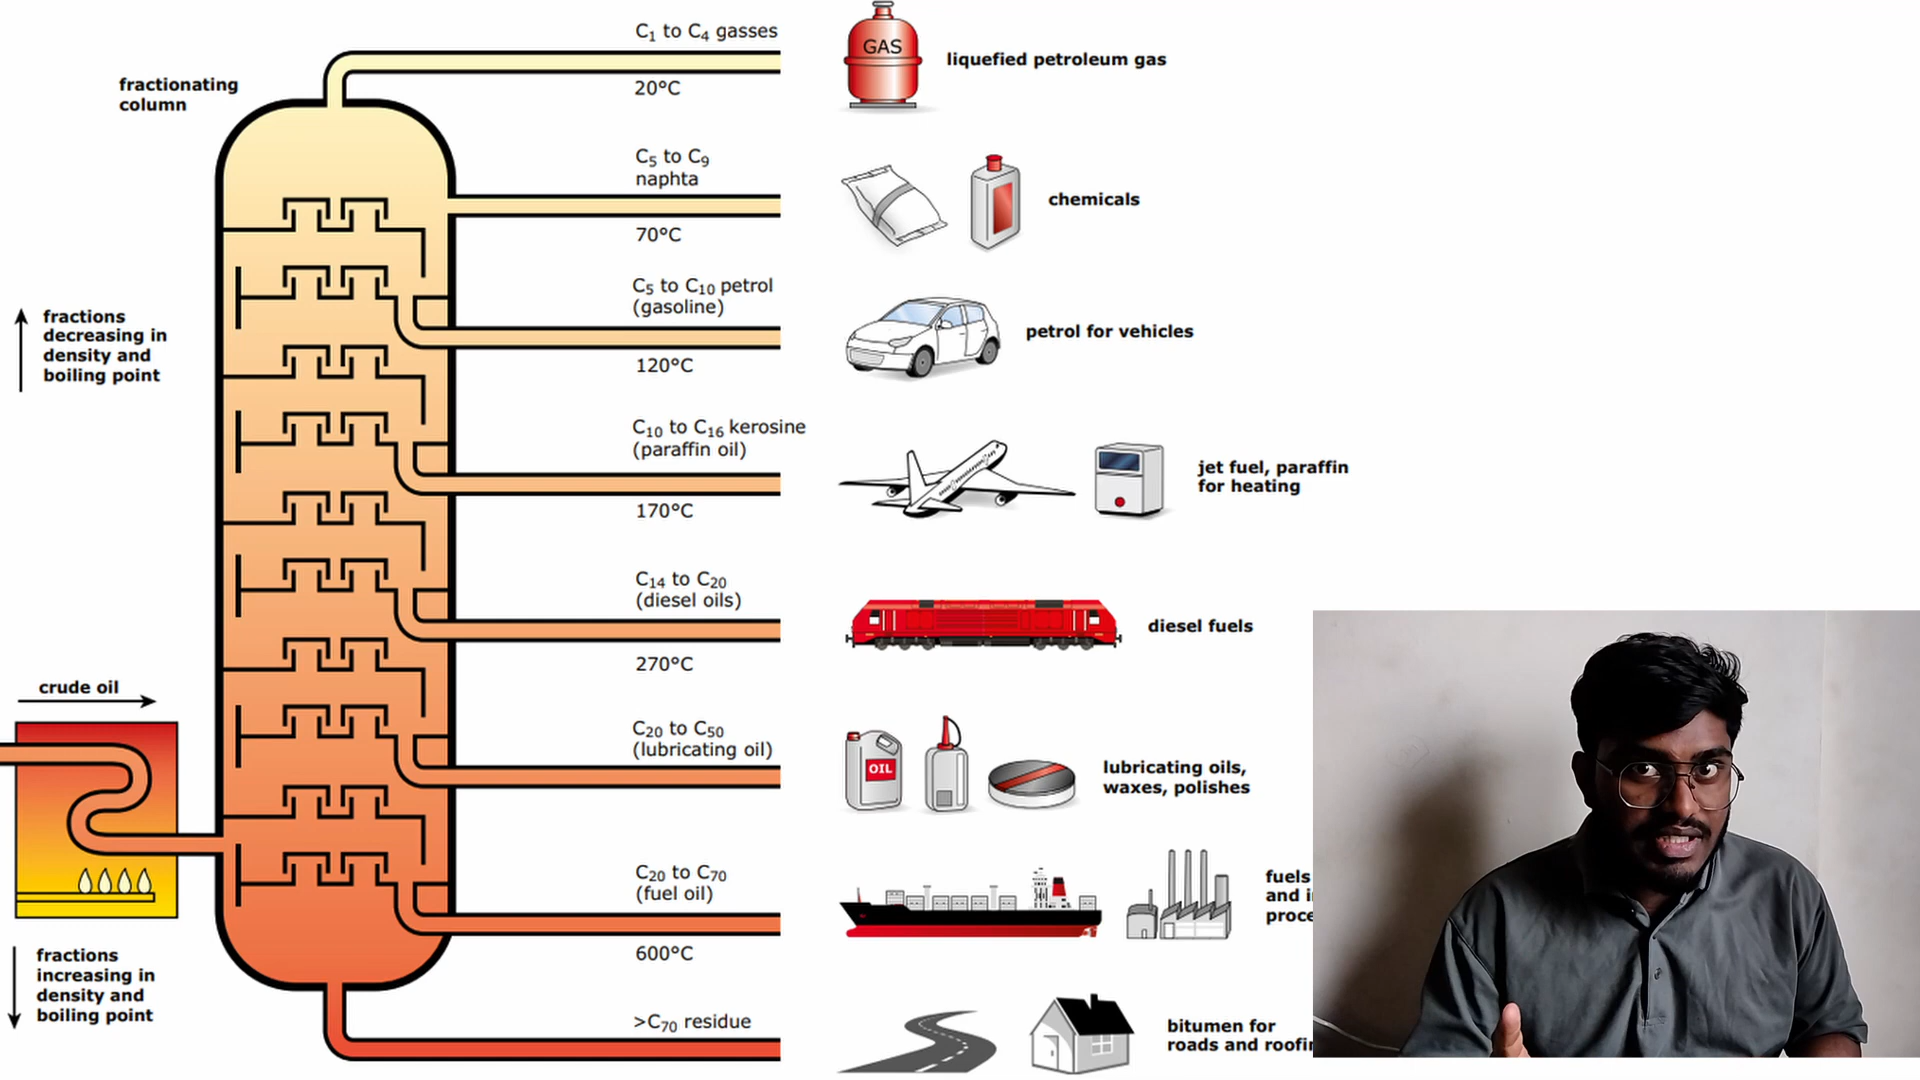 C₁ to C₄ gasses
GAS
liquefied petroleum gas
20°C
fractionating
column
C₅ to C₉
naphta
70°C
chemicals
C₅ to C₁₀ petrol
(gasoline)
120°C
petrol for vehicles
fractions
decreasing in
density and
boiling point
C₁₀ to C₁₆ kerosine
(paraffin oil)
170°C
jet fuel, paraffin
for heating
C₁₄ to C₂₀
(diesel oils)
270°C
diesel fuels
crude oil
C₂₀ to C₅₀
(lubricating oil)
OIL
lubricating oils,
waxes, polishes
C₂₀ to C₇₀
(fuel oil)
600°C
fuels
and
fractions
increasing in
density and
boiling point
>C₇₀ residue
bitumen for
roads and